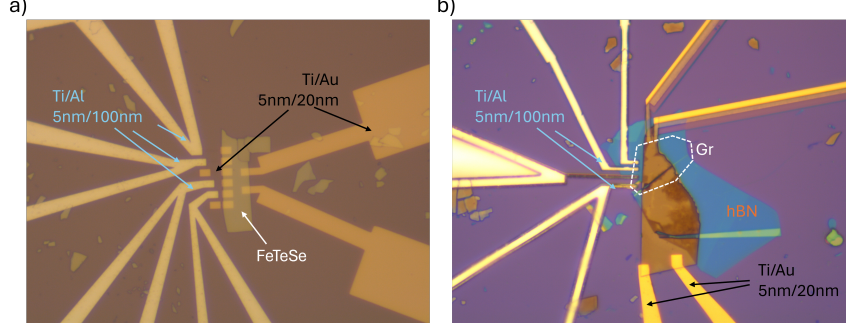 a)
Ti/Al
5nm/100nm
Ti/Au
5nm/20nm
FeTeSe
b)
Ti/Al
5nm/100nm
Gr
hBN
Ti/Au
5nm/20nm